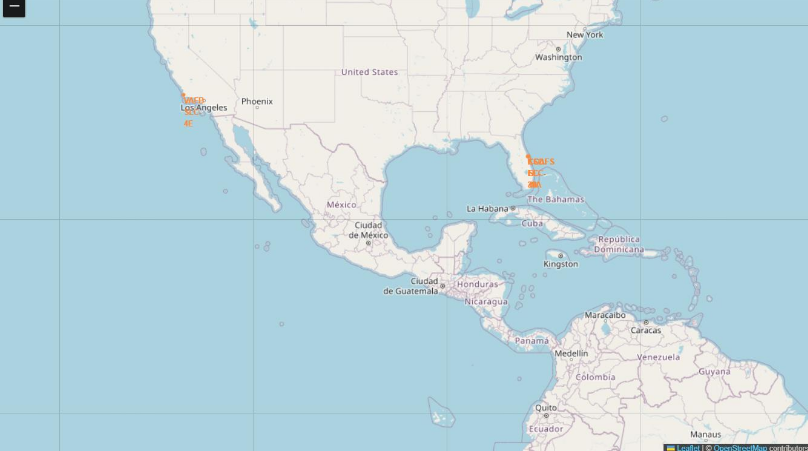 New York
Washington
United States
Los Angeles
Phoenix
4E
México
La Habana
The Bahamas
Cuba
Ciudad
de México
República
Dominicana
Kingston
Ciudad
de Guatemala
Honduras
Nicaragua
Maracaibo
Caracas
Panamá
Medellín
Venezuela
Guyana
Colombia
Quito
Ecuador
Manaus
Leaflet | © OpenStreetMap contributors